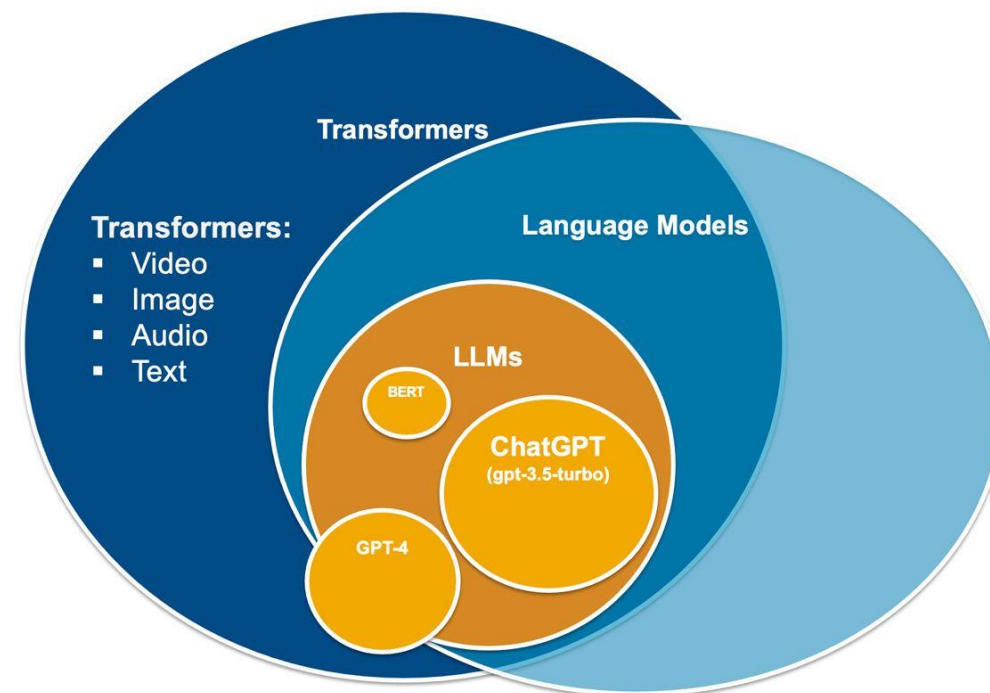 Transformers
Language Models
Transformers:
▪ Video
▪ Image
▪ Audio
▪ Text
LLMs
BERT
ChatGPT
(gpt-3.5-turbo)
GPT-4